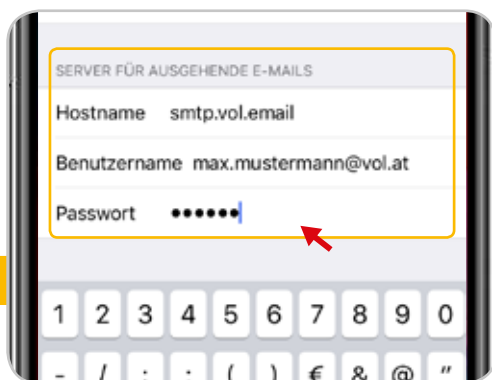 SERVER FÜR AUSGEHENDE E-MAILS
Hostname smtp.vol.email
Benutzername max.mustermann@vol.at
Passwort ••••••
1 2 3 4 5 6 7 8 9 0
- / : ; ( ) € & @ "